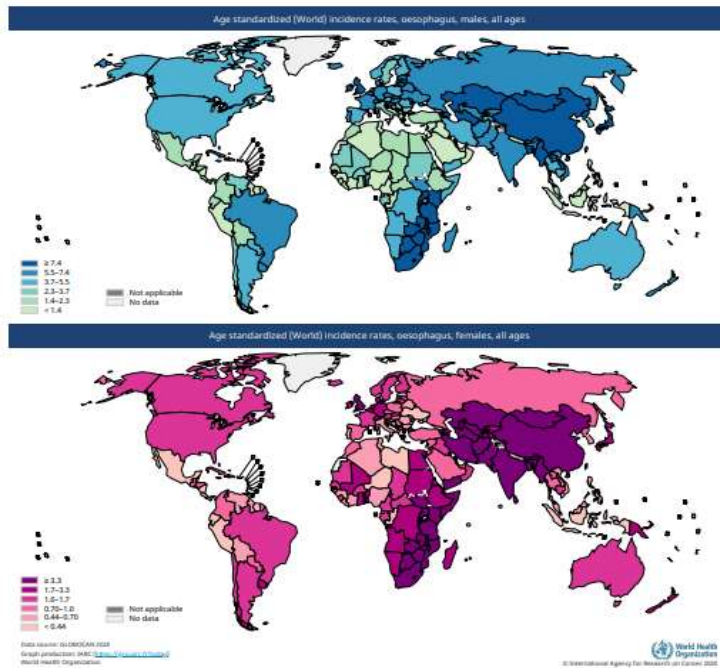 Age standardized (World) incidence rates, oesophagus, males, all ages
≥ 7.4
5.5–7.4
3.7–5.5
2.3–3.7
1.4–2.3
< 1.4
Not applicable
No data
Age standardized (World) incidence rates, oesophagus, females, all ages
≥ 3.3
1.7–3.3
1.0–1.7
0.70–1.0
0.44–0.70
< 0.44
Not applicable
No data
Data source: GLOBOCAN 2020
Graph production: IARC
World Health Organization
World Health
Organization
© International Agency for Research on Cancer 2020